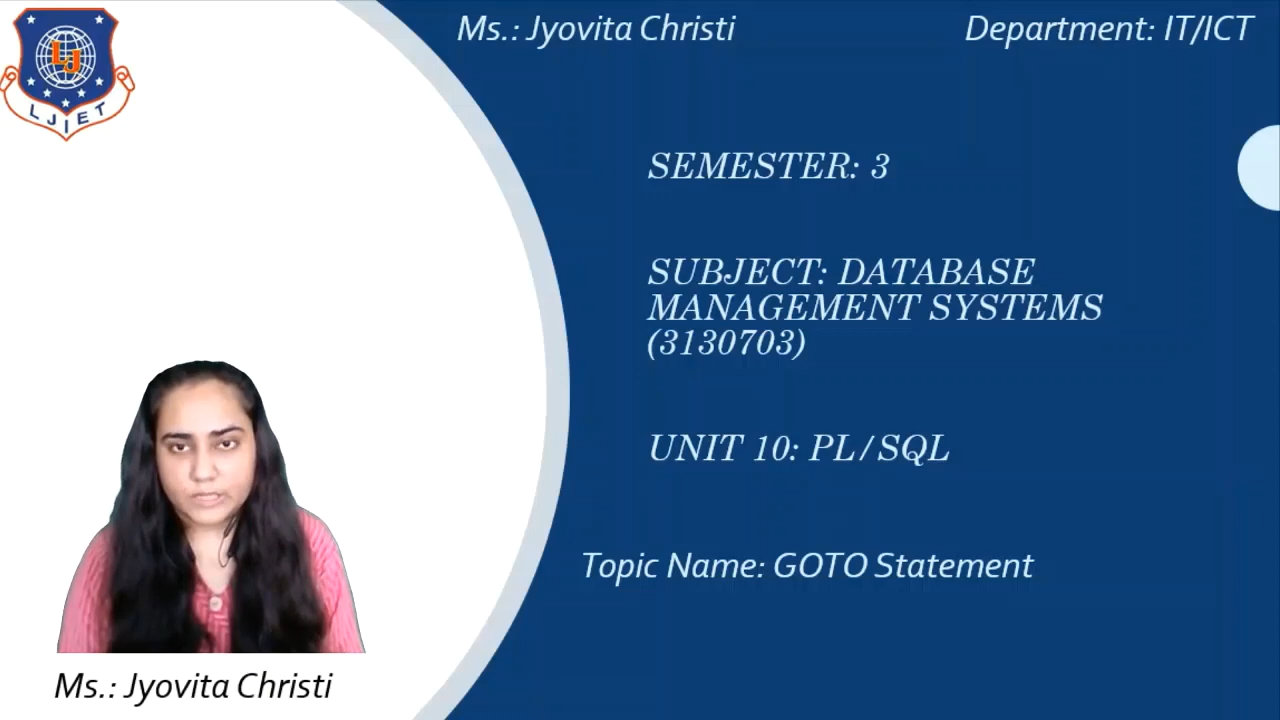 LJ
LJIET
Ms.: Jyovita Christi
Department: IT/ICT
SEMESTER: 3
SUBJECT: DATABASE
MANAGEMENT SYSTEMS
(3130703)
UNIT 10: PL/SQL
Topic Name: GOTO Statement
Ms.: Jyovita Christi